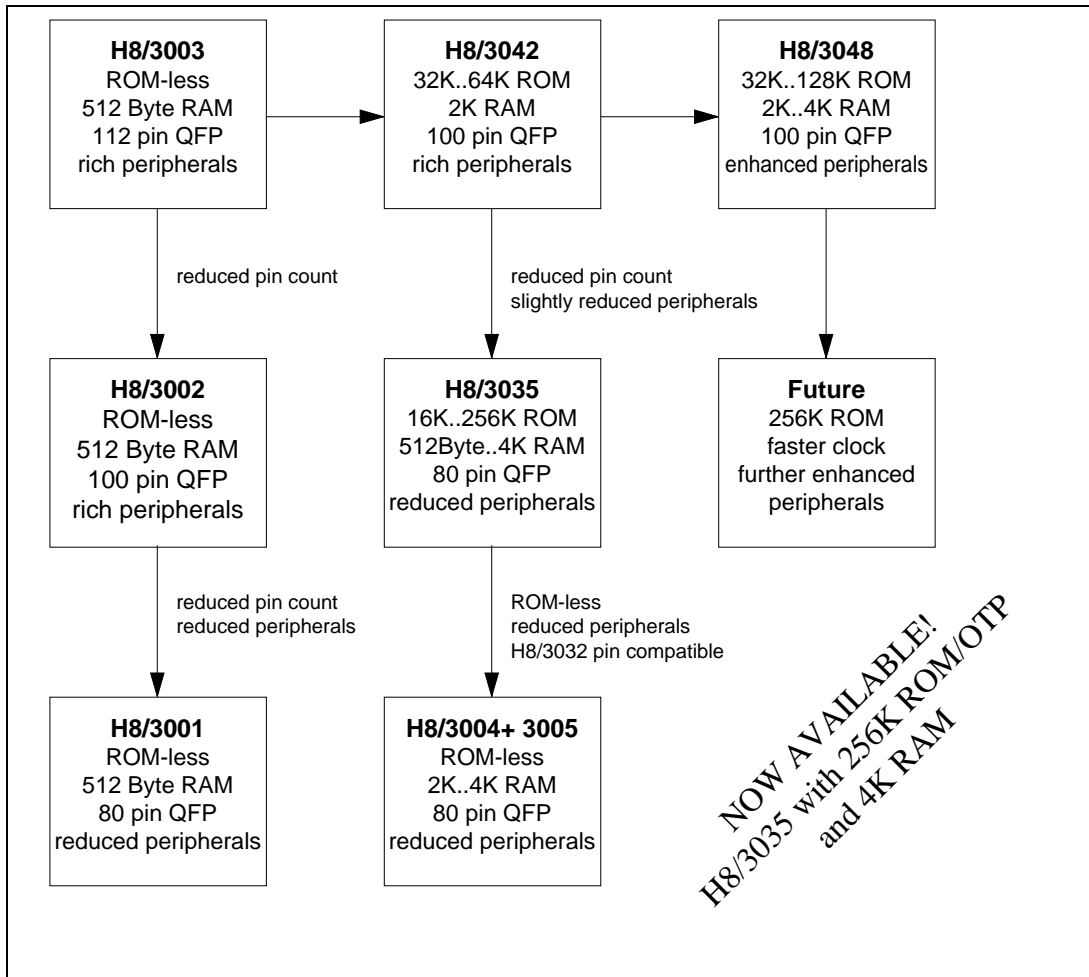 H8/3003
ROM-less
512 Byte RAM
112 pin QFP
rich peripherals
H8/3042
32K..64K ROM
2K RAM
100 pin QFP
rich peripherals
H8/3048
32K..128K ROM
2K..4K RAM
100 pin QFP
enhanced peripherals
reduced pin count
reduced pin count
slightly reduced peripherals
H8/3002
ROM-less
512 Byte RAM
100 pin QFP
rich peripherals
H8/3035
16K..256K ROM
512Byte..4K RAM
80 pin QFP
reduced peripherals
Future
256K ROM
faster clock
further enhanced
peripherals
reduced pin count
reduced peripherals
ROM-less
reduced peripherals
H8/3032 pin compatible
H8/3001
ROM-less
512 Byte RAM
80 pin QFP
reduced peripherals
H8/3004+ 3005
ROM-less
2K..4K RAM
80 pin QFP
reduced peripherals
NOW AVAILABLE!
H8/3035 with 256K ROM/OTP
and 4K RAM